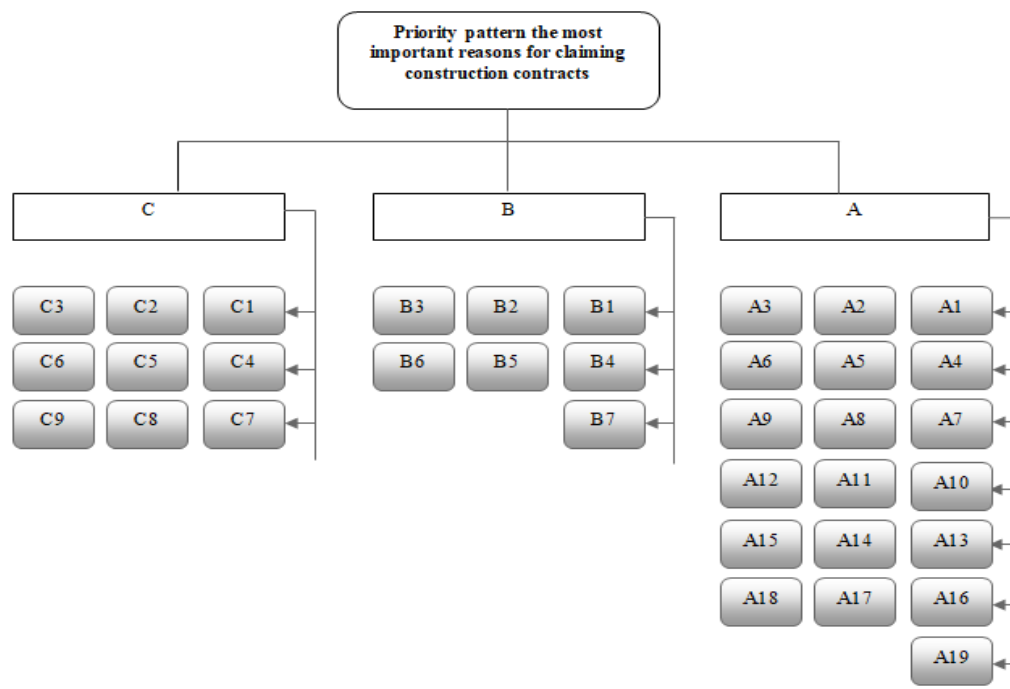 Priority pattern the most
important reasons for claiming
construction contracts
C
B
A
C3
C2
C1
B3
B2
B1
A3
A2
A1
C6
C5
C4
B6
B5
B4
A6
A5
A4
C9
C8
C7
B7
A9
A8
A7
A12
A11
A10
A15
A14
A13
A18
A17
A16
A19